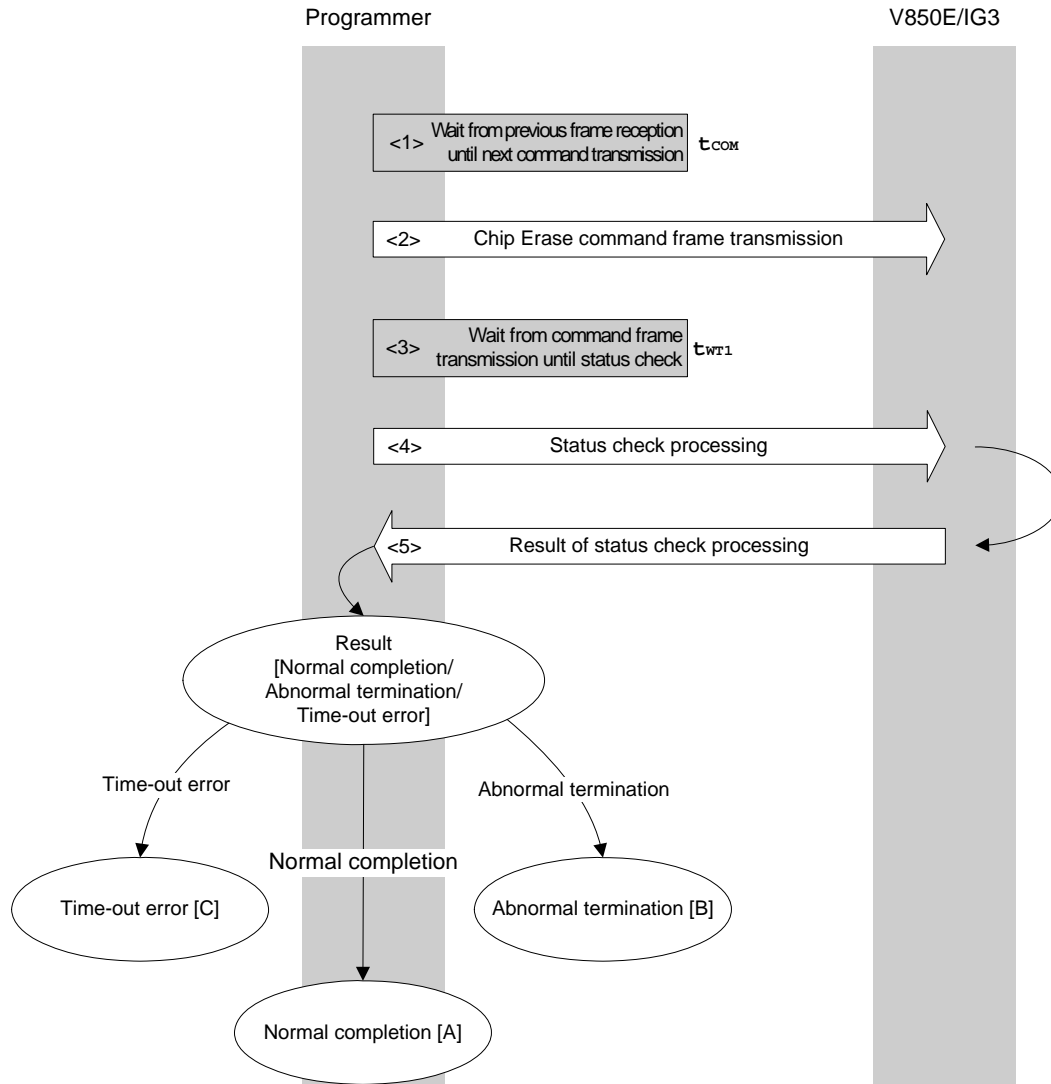 Programmer
V850E/IG3
<1>
Wait from previous frame reception
until next command transmission
tCOM
<2>
Chip Erase command frame transmission
<3>
Wait from command frame
transmission until status check
tWT1
<4>
Status check processing
<5>
Result of status check processing
Result
[Normal completion/
Abnormal termination/
Time-out error]
Time-out error
Abnormal termination
Normal completion
Time-out error [C]
Abnormal termination [B]
Normal completion [A]